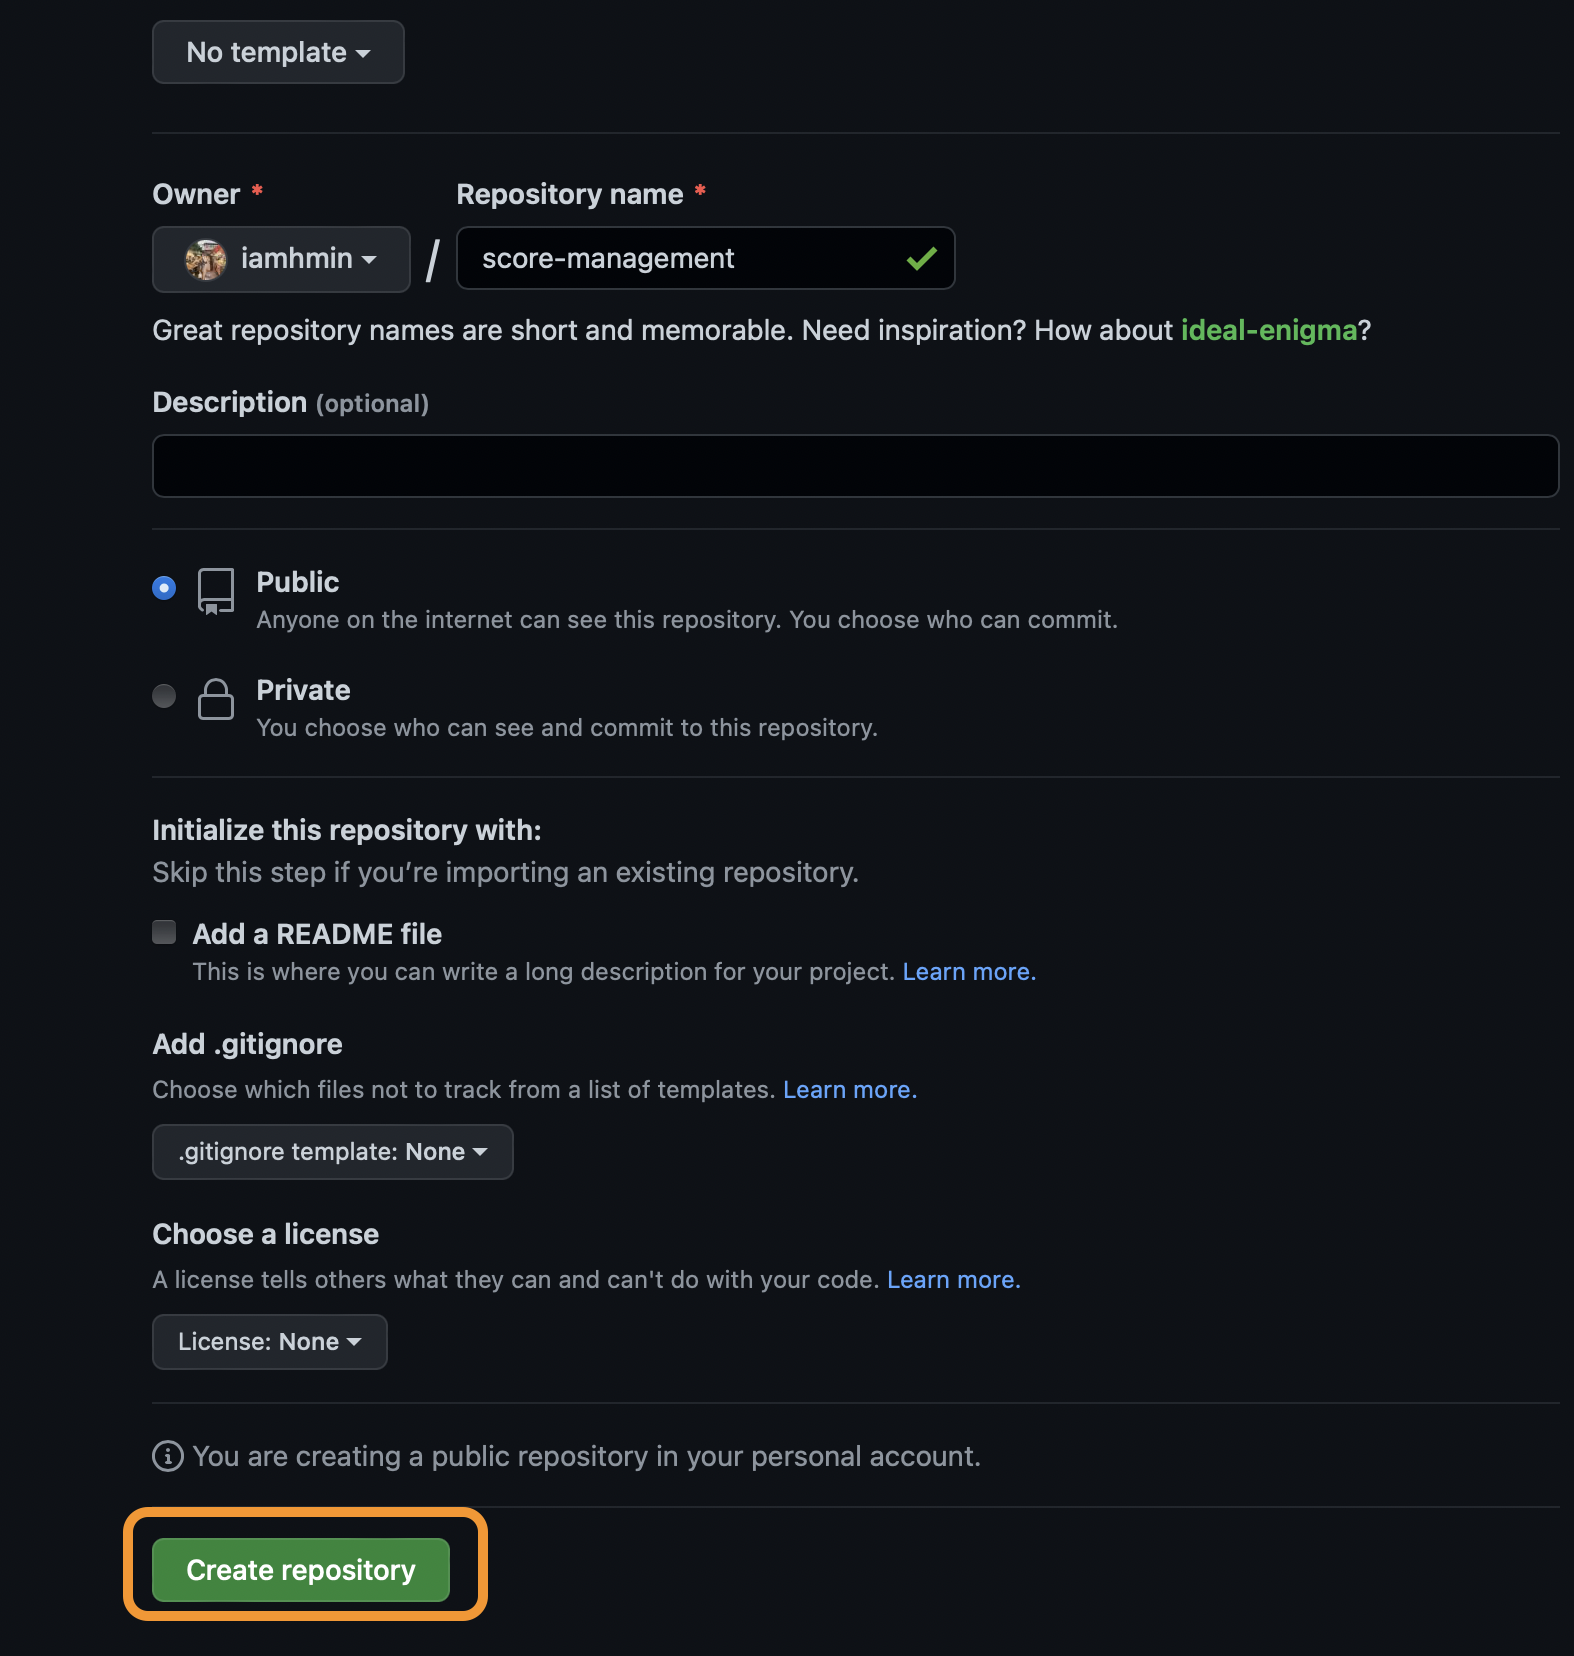 No template
Owner * Repository name *
iamhmin / score-management
Great repository names are short and memorable. Need inspiration? How about ideal-enigma?
Description (optional)
Public
Anyone on the internet can see this repository. You choose who can commit.
Private
You choose who can see and commit to this repository.
Initialize this repository with:
Skip this step if you’re importing an existing repository.
Add a README file
This is where you can write a long description for your project. Learn more.
Add .gitignore
Choose which files not to track from a list of templates. Learn more.
.gitignore template: None
Choose a license
A license tells others what they can and can't do with your code. Learn more.
License: None
You are creating a public repository in your personal account.
Create repository